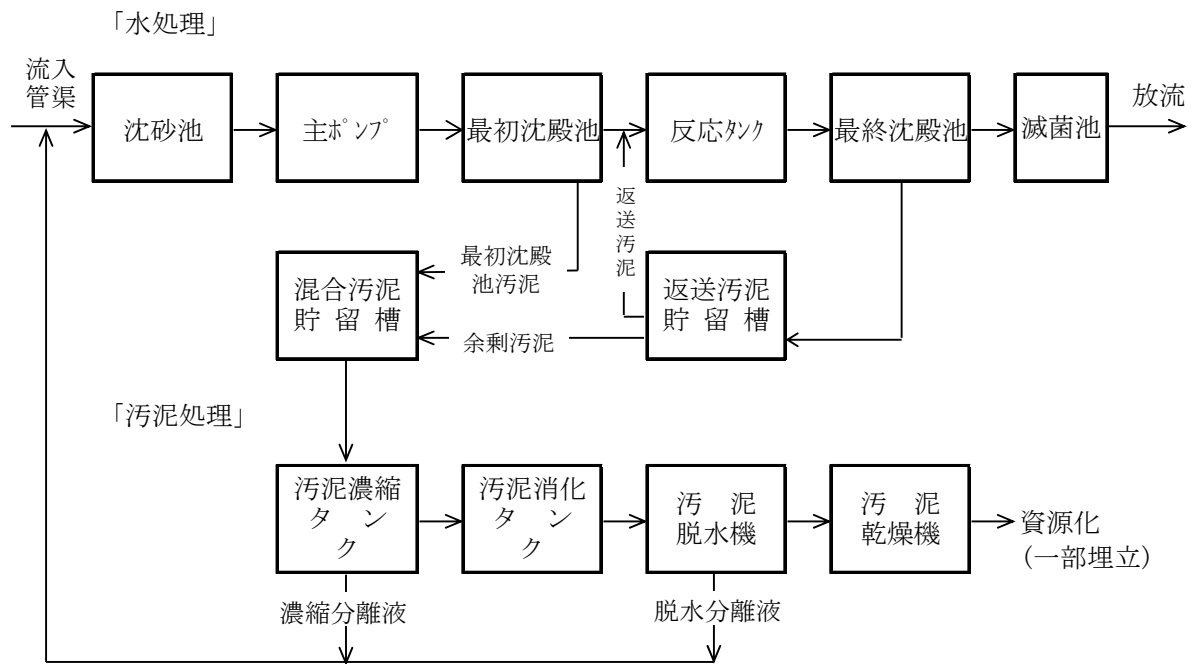 「水処理」
流入
管渠
沈砂池
主ﾎﾟﾝﾌﾟ
最初沈殿池
反応ﾀﾝｸ
最終沈殿池
滅菌池
放流
返送汚泥
混合汚泥
貯留槽
最初沈殿
池汚泥
余剰汚泥
返送汚泥
貯留槽
「汚泥処理」
汚泥濃縮
タン
ク
汚泥消化
タン
ク
汚泥
脱水機
汚泥
乾燥機
資源化
(一部埋立)
濃縮分離液
脱水分離液